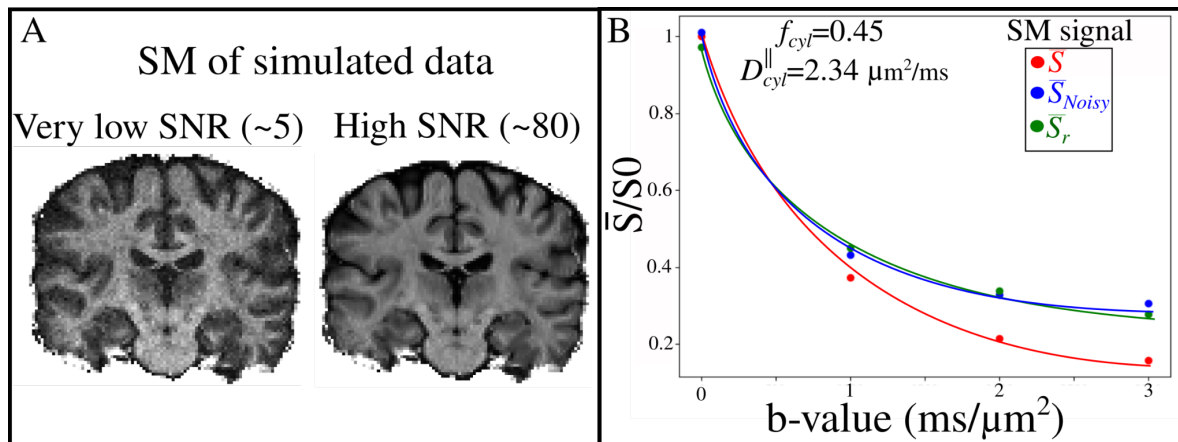 A
SM of simulated data
Very low SNR (~5)
High SNR (~80)
B
f_cyl=0.45
D_cyl^∥=2.34 μm²/ms
SM signal
S
S̅_Noisy
S̅_r
1
0.8
0.6
0.4
0.2
S̅/S0
0 1 2 3
b-value (ms/μm²)